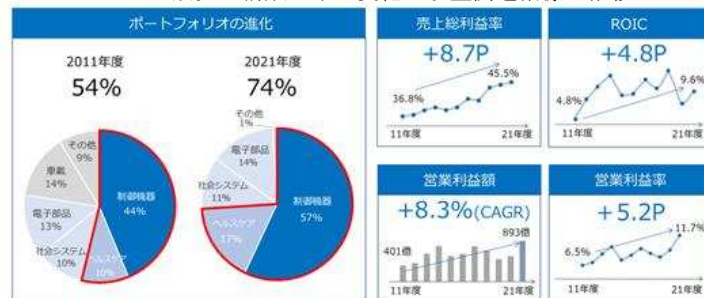 ポートフォリオの進化
2011年度
54%
2021年度
74%
その他
9%
車載
14%
電子部品
13%
社会システム
10%
ヘルスケア
10%
制御機器
44%
その他
1%
電子部品
14%
社会システム
11%
ヘルスケア
17%
制御機器
57%
売上総利益率
+8.7P
36.8%
45.5%
11年度
21年度
ROIC
+4.8P
4.8%
9.6%
11年度
21年度
営業利益額
+8.3%(CAGR)
401億
893億
11年度
21年度
営業利益率
+5.2P
6.5%
11.7%
11年度
21年度